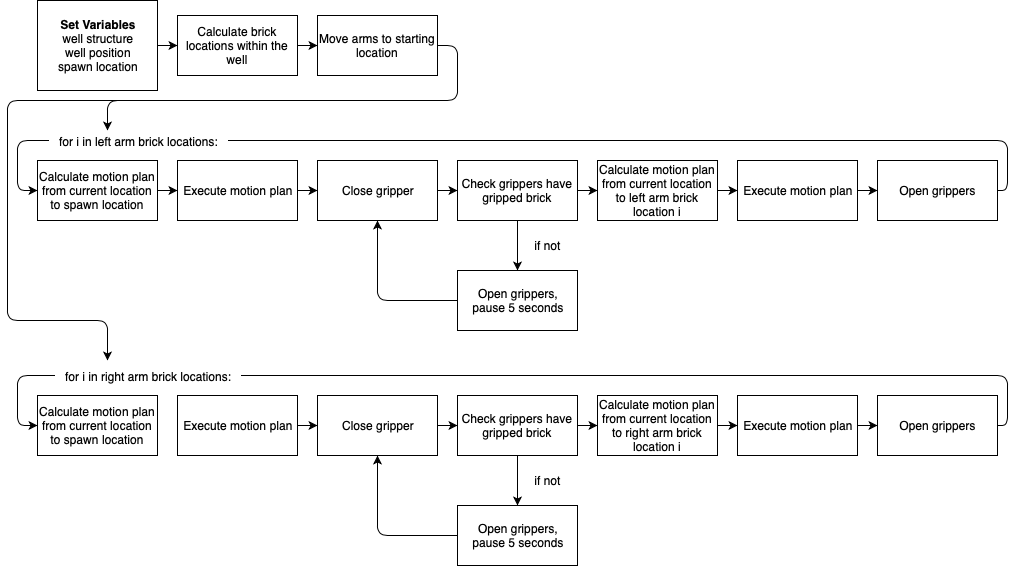 Set Variables
well structure
well position
spawn location
Calculate brick
locations within the
well
Move arms to starting
location
for i in left arm brick locations:
Calculate motion plan
from current location
to spawn location
Execute motion plan
Close gripper
Check grippers have
gripped brick
Calculate motion plan
from current location
to left arm brick
location i
Execute motion plan
Open grippers
if not
Open grippers,
pause 5 seconds
for i in right arm brick locations:
Calculate motion plan
from current location
to spawn location
Execute motion plan
Close gripper
Check grippers have
gripped brick
Calculate motion plan
from current location
to right arm brick
location i
Execute motion plan
Open grippers
if not
Open grippers,
pause 5 seconds